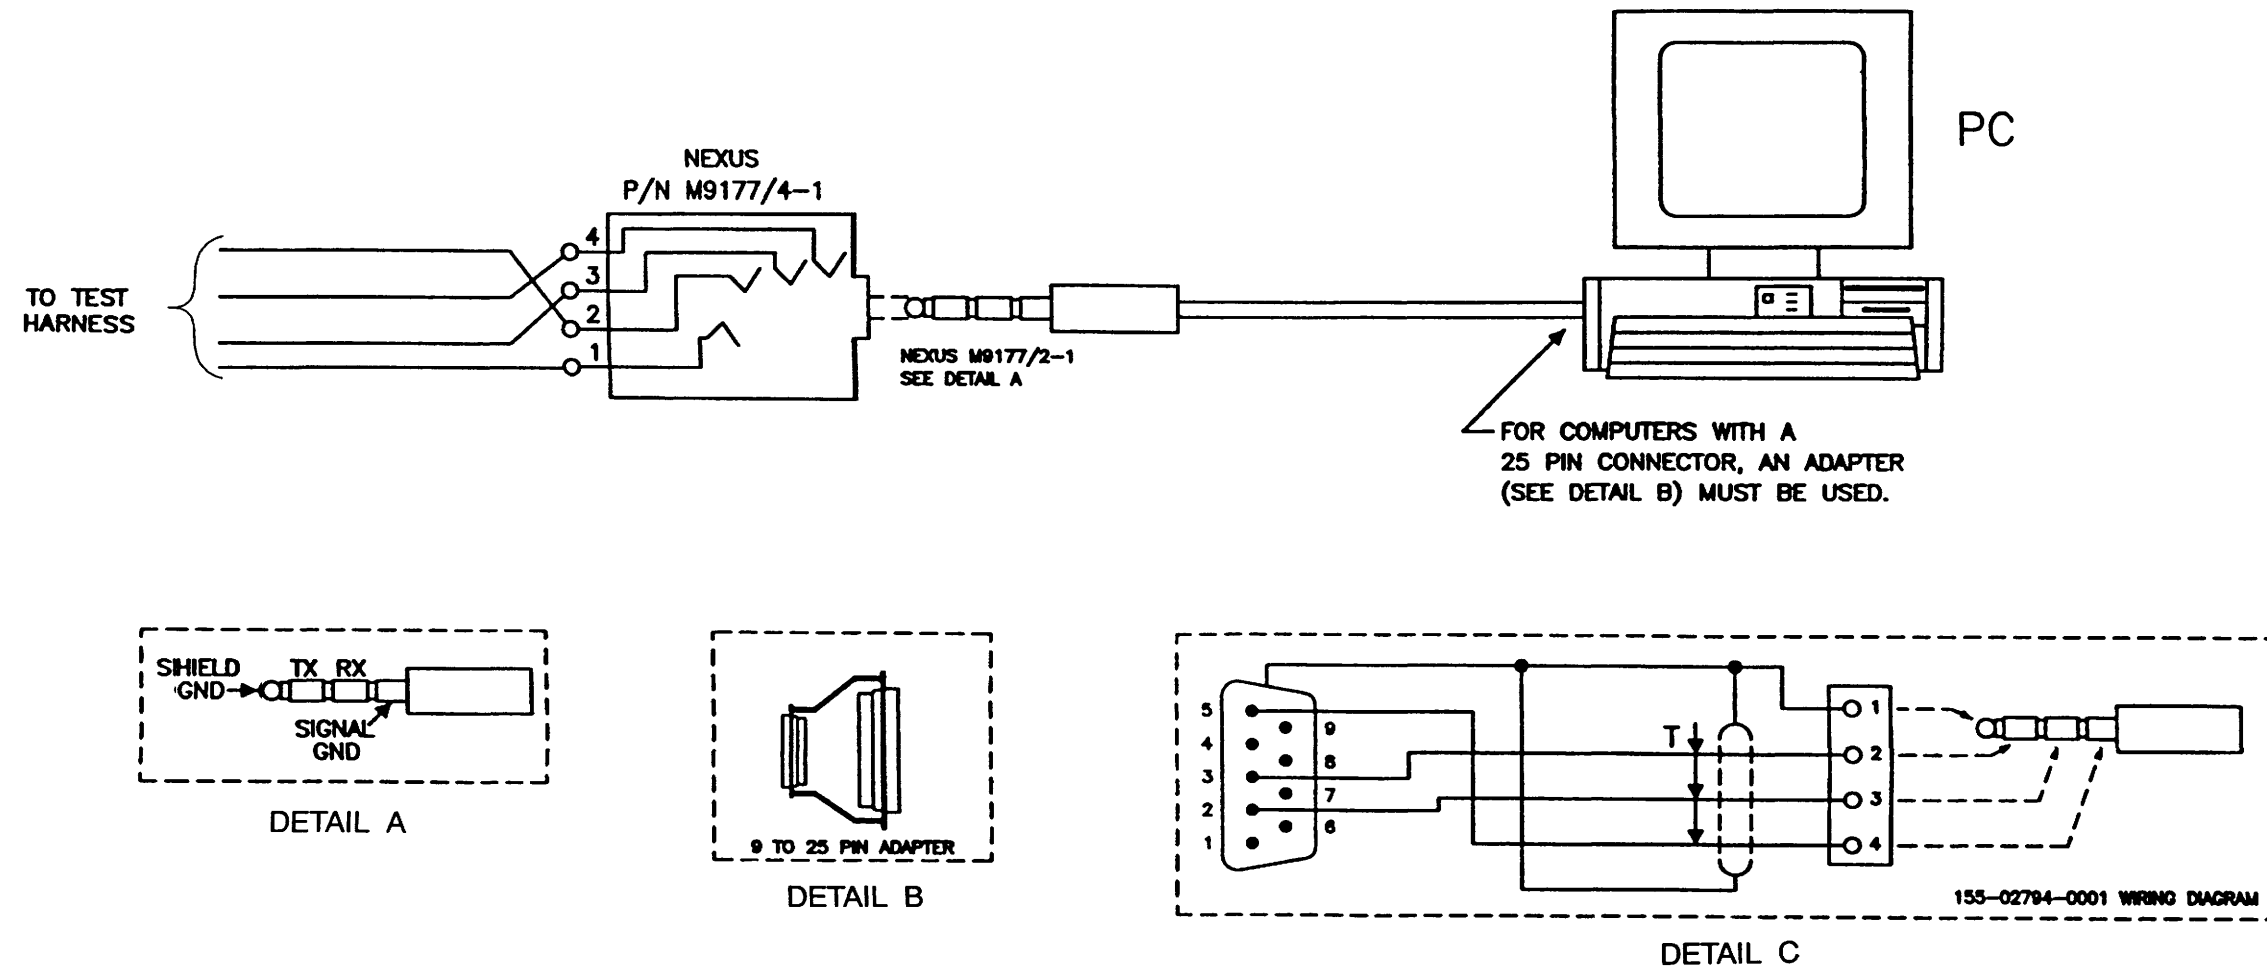 PC
NEXUS
P/N M9177/4-1
4
3
2
1
TO TEST
HARNESS
NEXUS M9177/2-1
SEE DETAIL A
FOR COMPUTERS WITH A
25 PIN CONNECTOR, AN ADAPTER
(SEE DETAIL B) MUST BE USED.
SHIELD
GND
TX RX
SIGNAL
GND
DETAIL A
9 TO 25 PIN ADAPTER
DETAIL B
5
4
3
2
1
9
8
7
6
T
1
2
3
4
155-02794-0001 WIRING DIAGRAM
DETAIL C